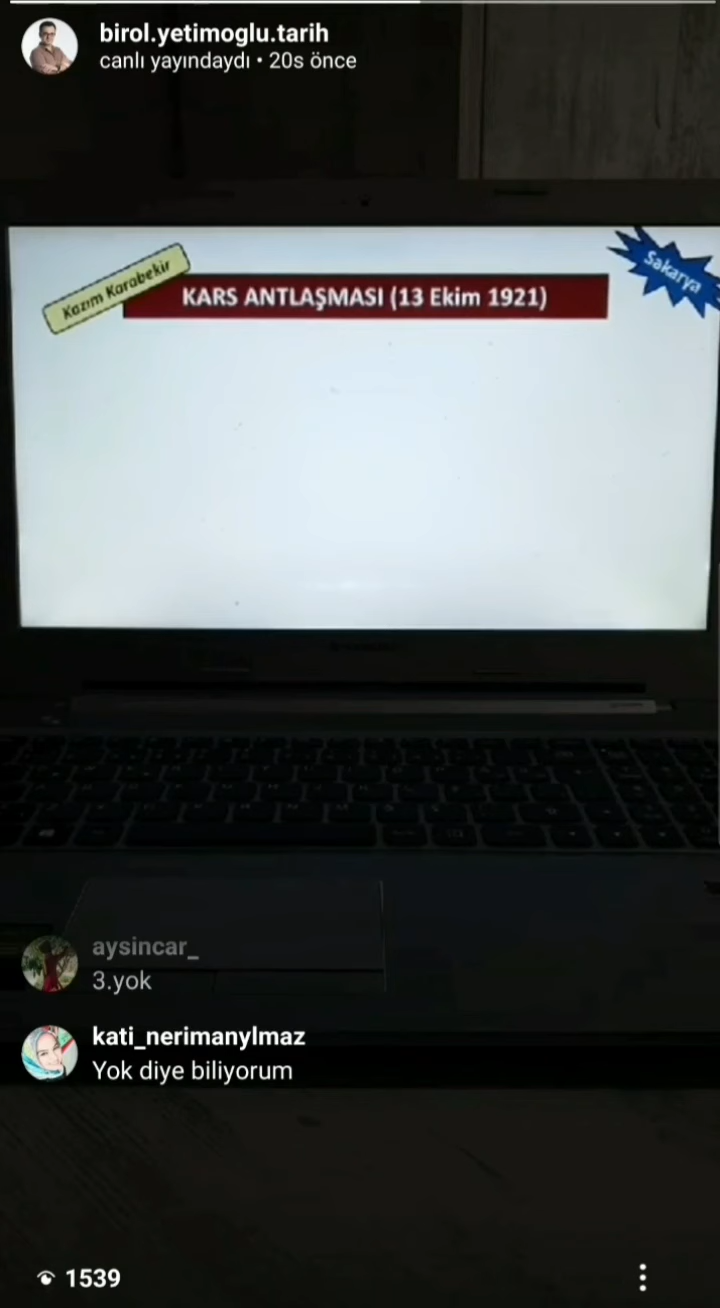 birol.yetimoglu.tarih
canlı yayındaydı • 20s önce
Kazım Karabekir
Sakarya
KARS ANTLAŞMASI (13 Ekim 1921)
aysincar_
3.yok
kati_nerimanylmaz
Yok diye biliyorum
1539